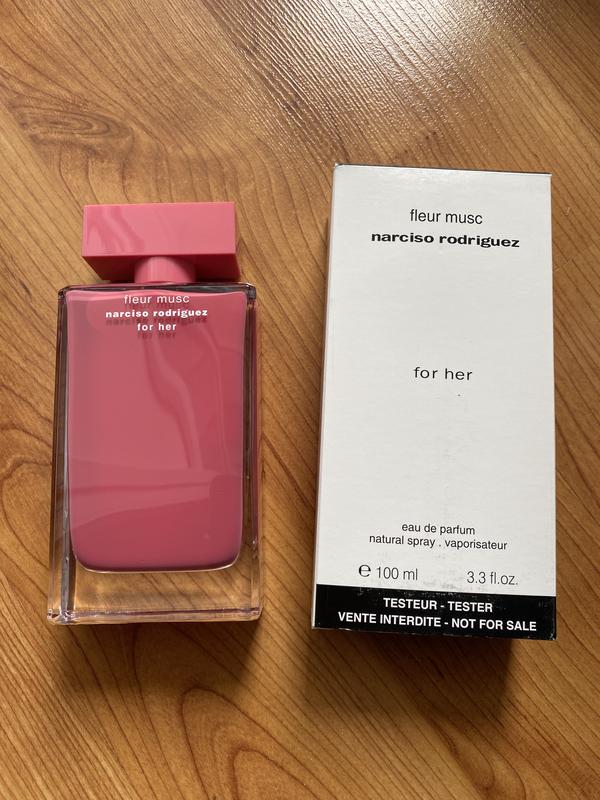 fleur musc
narciso rodriguez
for her
fleur musc
narciso rodriguez
for her
eau de parfum
natural spray . vaporisateur
℮ 100 ml 3.3 fl.oz.
TESTEUR - TESTER
VENTE INTERDITE - NOT FOR SALE